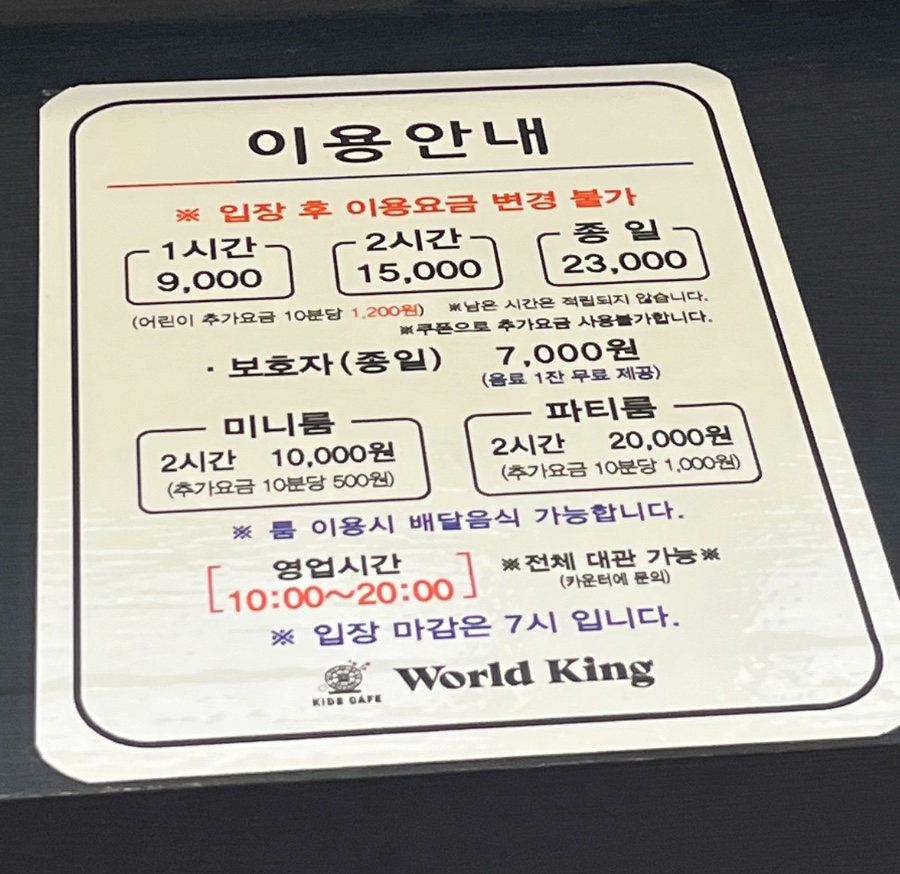 이용안내
※ 입장 후 이용요금 변경 불가
1시간 2시간 종 일
9,000 15,000 23,000
(어린이 추가요금 10분당 1,200원) ※남은 시간은 적립되지 않습니다.
※쿠폰으로 추가요금 사용불가합니다.
· 보호자(종일) 7,000원
(음료 1잔 무료 제공)
미니룸 파티룸
2시간 10,000원 2시간 20,000원
(추가요금 10분당 500원) (추가요금 10분당 1,000원)
※ 룸 이용시 배달음식 가능합니다.
영업시간 ※전체 대관 가능※
10:00~20:00 (카운터에 문의)
※ 입장 마감은 7시 입니다.
KIDS CAFE World King